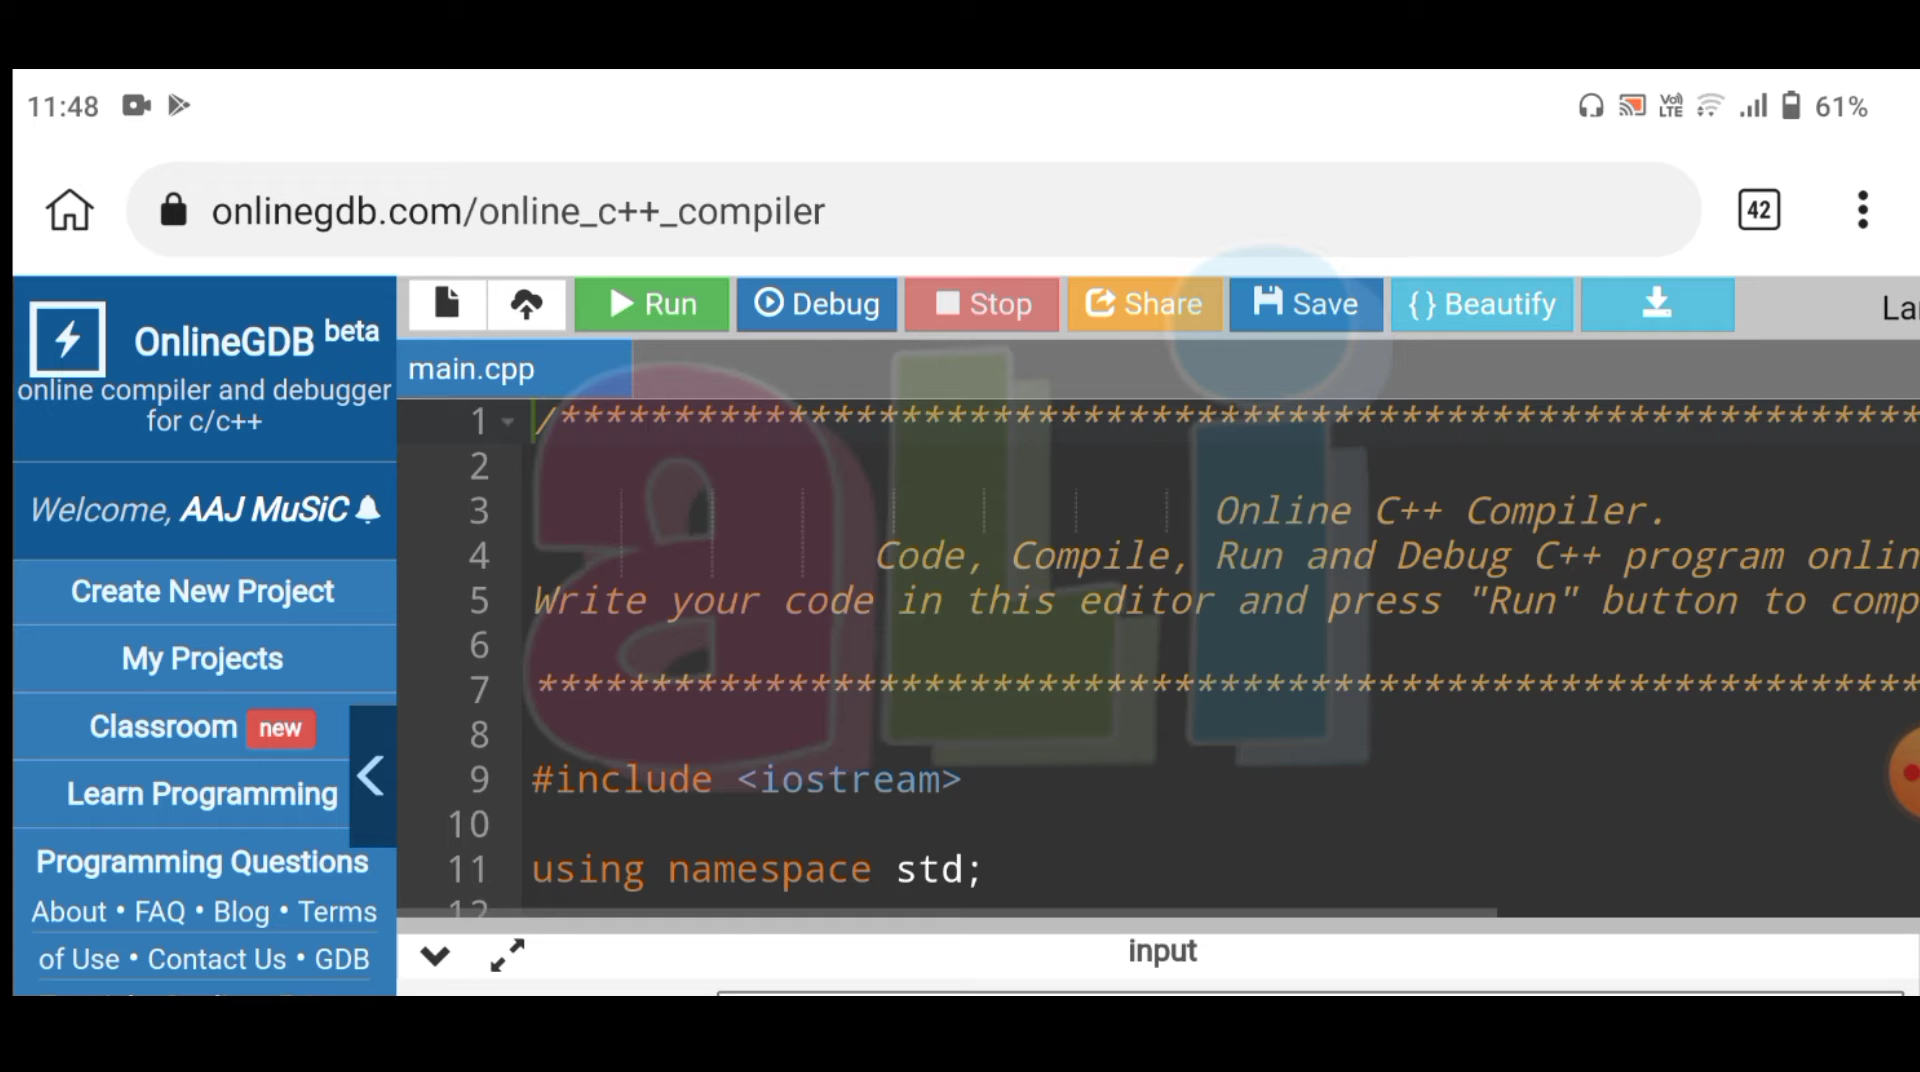 11:48
VoI) LTE 61%
onlinegdb.com/online_c++_compiler
42
OnlineGDB beta
online compiler and debugger
for c/c++
Welcome, AAJ MuSiC
Create New Project
My Projects
Classroom new
Learn Programming
Programming Questions
About • FAQ • Blog • Terms
of Use • Contact Us • GDB
Run Debug Stop Share Save {} Beautify
main.cpp
1 /************************************************************
2
3 Online C++ Compiler.
4 Code, Compile, Run and Debug C++ program onlin
5 Write your code in this editor and press "Run" button to comp
6
7 *************************************************************
8
9 #include <iostream>
10
11 using namespace std;
12
input
aLi